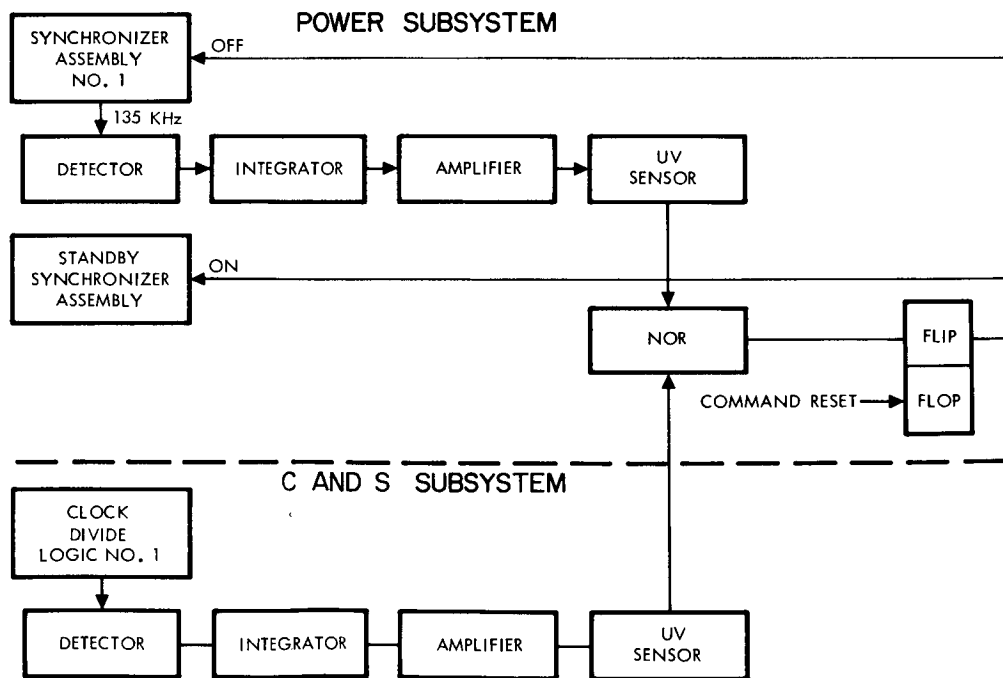 POWER SUBSYSTEM
SYNCHRONIZER
ASSEMBLY
NO. 1
OFF
135 KHz
DETECTOR
INTEGRATOR
AMPLIFIER
UV
SENSOR
STANDBY
SYNCHRONIZER
ASSEMBLY
ON
NOR
FLIP
COMMAND RESET
FLOP
C AND S SUBSYSTEM
CLOCK
DIVIDE
LOGIC NO. 1
DETECTOR
INTEGRATOR
AMPLIFIER
UV
SENSOR